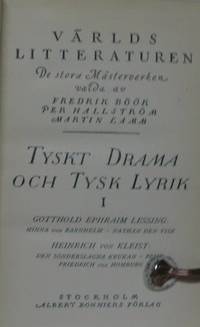 VÄRLDS
LITTERATUREN
De stora Mästerverken
valda av
FREDRIK BÖÖK
PER HALLSTRÖM
MARTIN LAMM
TYSKT DRAMA
OCH TYSK LYRIK
I
GOTTHOLD EPHRAIM LESSING:
MINNA VON BARNHELM - NATHAN DEN VISE
HEINRICH VON KLEIST:
DEN SÖNDERSLAGNA KRUKAN -
FRIEDRICH VON HOMBURG
STOCKHOLM
ALBERT BONNIERS FÖRLAG